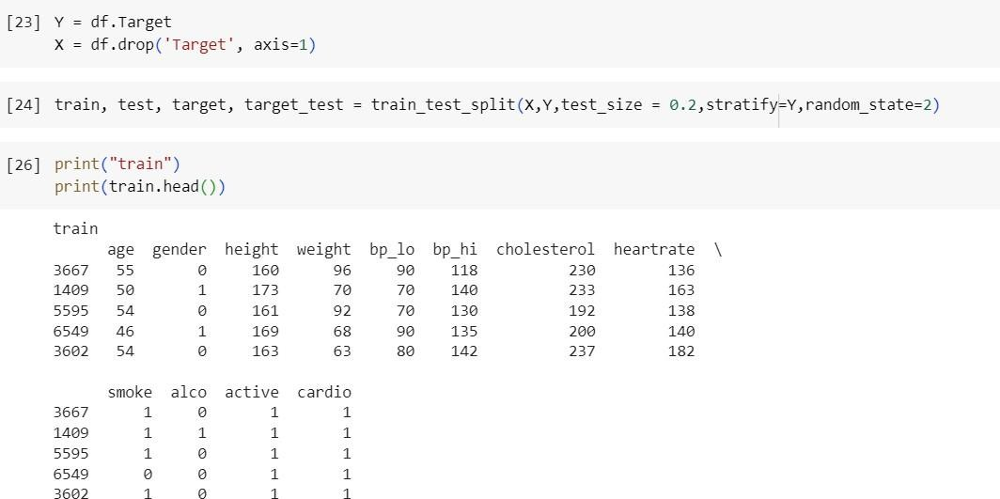 [23] Y = df.Target
X = df.drop('Target', axis=1)
[24] train, test, target, target_test = train_test_split(X,Y,test_size = 0.2,stratify=Y,random_state=2)
[26] print("train")
print(train.head())
train
age gender height weight bp_lo bp_hi cholesterol heartrate \
3667 55 0 160 96 90 118 230 136
1409 50 1 173 70 70 140 233 163
5595 54 0 161 92 70 130 192 138
6549 46 1 169 68 90 135 200 140
3602 54 0 163 63 80 142 237 182
smoke alco active cardio
3667 1 0 1 1
1409 1 1 1 1
5595 1 0 1 1
6549 0 0 1 1
3602 1 0 1 1